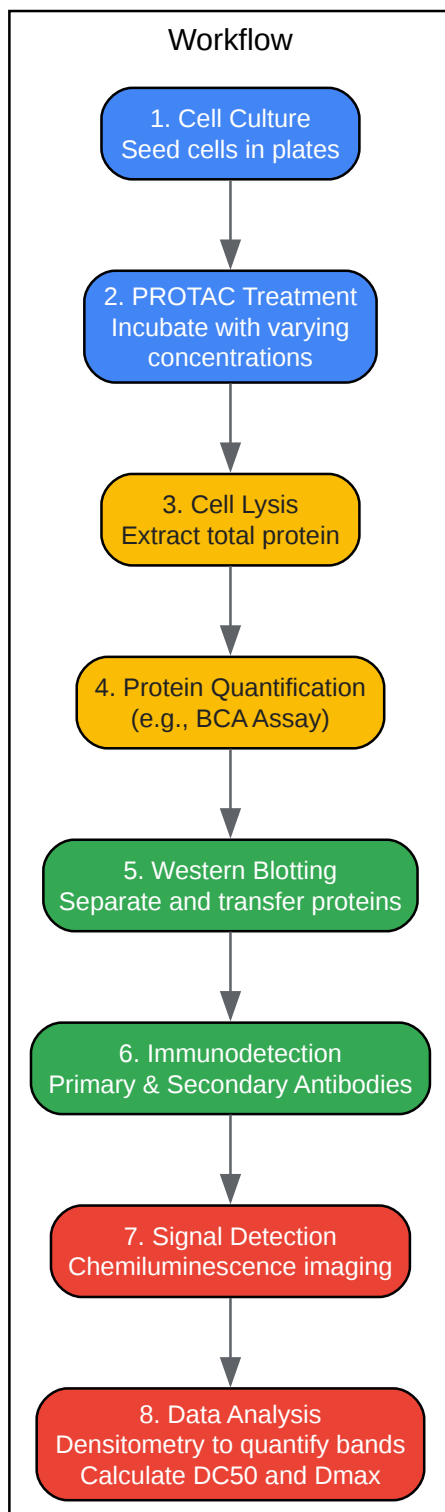 Workflow
1. Cell Culture
Seed cells in plates
2. PROTAC Treatment
Incubate with varying
concentrations
3. Cell Lysis
Extract total protein
4. Protein Quantification
(e.g., BCA Assay)
5. Western Blotting
Separate and transfer proteins
6. Immunodetection
Primary & Secondary Antibodies
7. Signal Detection
Chemiluminescence imaging
8. Data Analysis
Densitometry to quantify bands
Calculate DC50 and Dmax